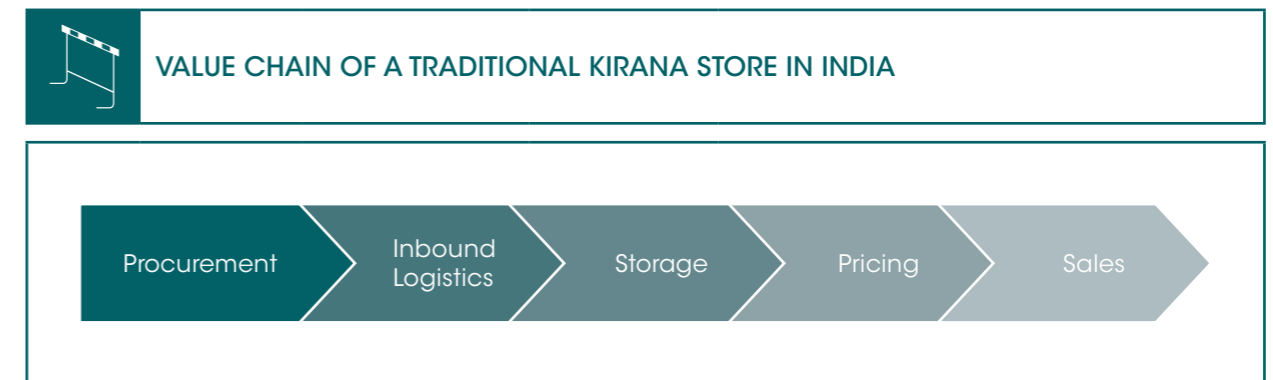 VALUE CHAIN OF A TRADITIONAL KIRANA STORE IN INDIA
Procurement
Inbound
Logistics
Storage
Pricing
Sales